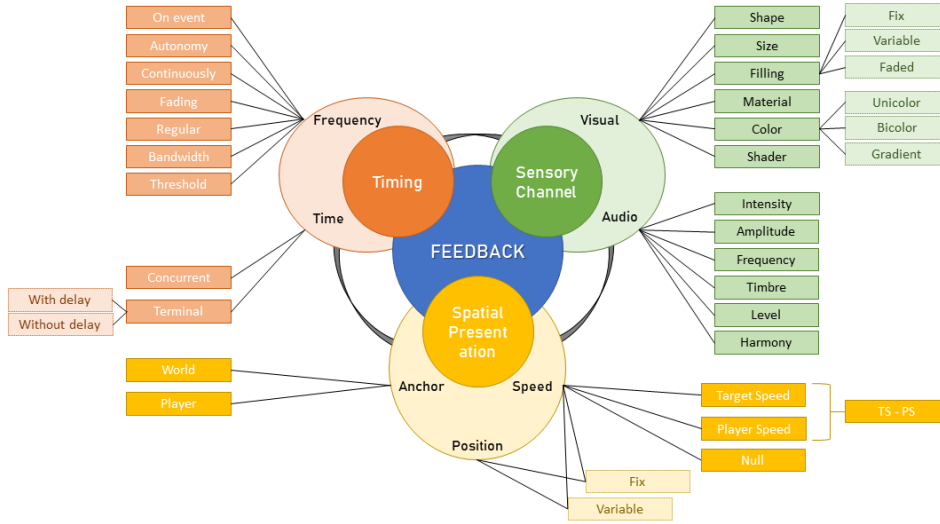 On event
Autonomy
Continuously
Fading
Regular
Bandwidth
Threshold
Frequency
Time
Timing
Concurrent
Terminal
With delay
Without delay
Visual
Audio
Sensory
Channel
Shape
Size
Filling
Material
Color
Shader
Fix
Variable
Faded
Unicolor
Bicolor
Gradient
Intensity
Amplitude
Frequency
Timbre
Level
Harmony
FEEDBACK
Spatial
Present
ation
Anchor
Speed
Position
World
Player
Target Speed
Player Speed
Null
TS - PS
Fix
Variable